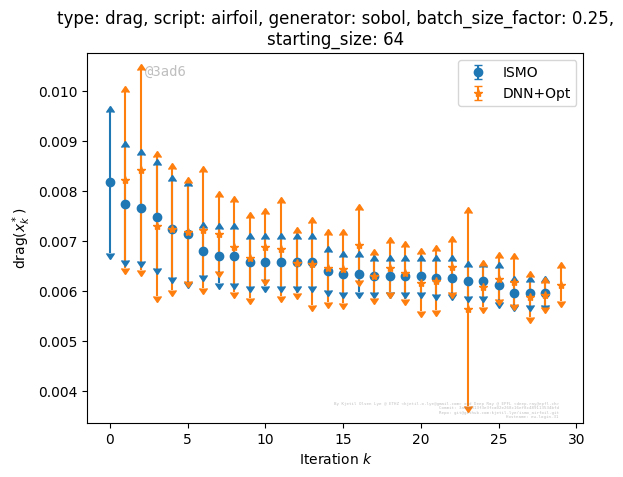 type: drag, script: airfoil, generator: sobol, batch_size_factor: 0.25,
starting_size: 64
@3ad6
ISMO
DNN+Opt
0.010
0.009
0.008
0.007
0.006
0.005
0.004
drag(x_k^*)
0 5 10 15 20 25 30
Iteration k